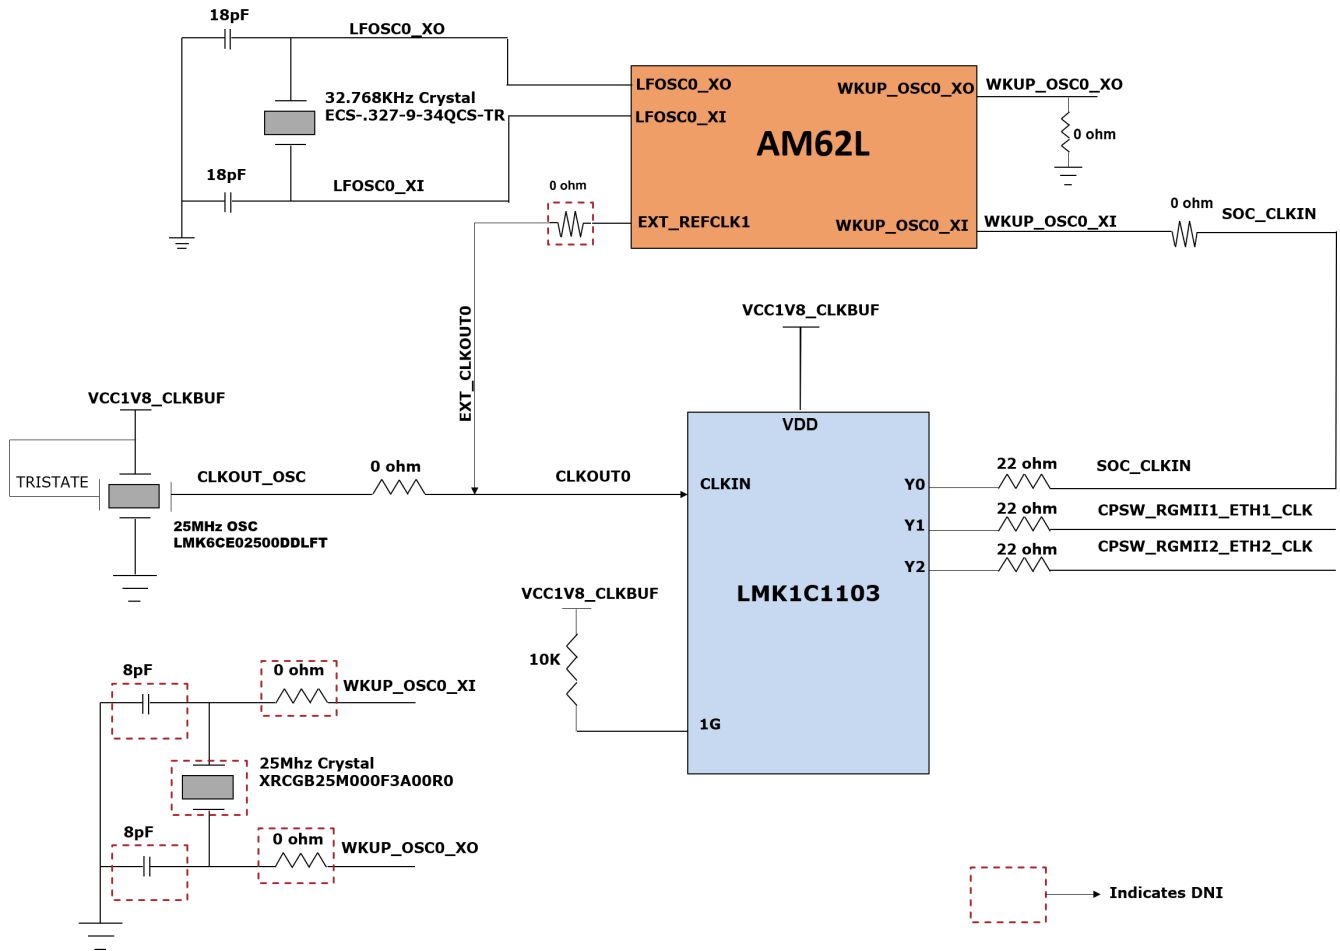 18pF
LFOSC0_XO
32.768KHz Crystal
ECS-.327-9-34QCS-TR
18pF
LFOSC0_XI
LFOSC0_XO
LFOSC0_XI
AM62L
WKUP_OSC0_XO
EXT_REFCLK1
WKUP_OSC0_XI
WKUP_OSC0_XO
0 ohm
0 ohm
WKUP_OSC0_XI
0 ohm
SOC_CLKIN
EXT_CLKOUT0
VCC1V8_CLKBUF
VCC1V8_CLKBUF
TRISTATE
CLKOUT_OSC
0 ohm
CLKOUT0
25MHz OSC
LMK6CE02500DDLFT
VDD
CLKIN
Y0
Y1
Y2
LMK1C1103
1G
22 ohm
SOC_CLKIN
22 ohm
CPSW_RGMII1_ETH1_CLK
22 ohm
CPSW_RGMII2_ETH2_CLK
VCC1V8_CLKBUF
10K
8pF
0 ohm
WKUP_OSC0_XI
25Mhz Crystal
XRCGB25M000F3A00R0
8pF
0 ohm
WKUP_OSC0_XO
Indicates DNI